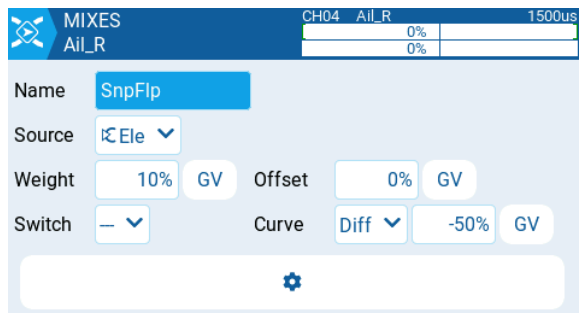 MIXES
Ail_R
CH04 Ail_R 1500us
0%
0%
Name SnpFlp
Source Ele
Weight 10% GV Offset 0% GV
Switch --- Curve Diff -50% GV